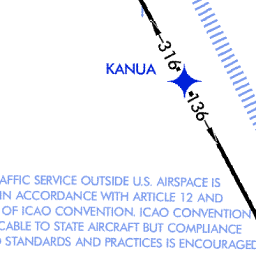 316°
KANUA
136°
AFFIC SERVICE OUTSIDE U.S. AIRSPACE IS
IN ACCORDANCE WITH ARTICLE 12 AND
OF ICAO CONVENTION. ICAO CONVENTION
CABLE TO STATE AIRCRAFT BUT COMPLIANCE
STANDARDS AND PRACTICES IS ENCOURAGED